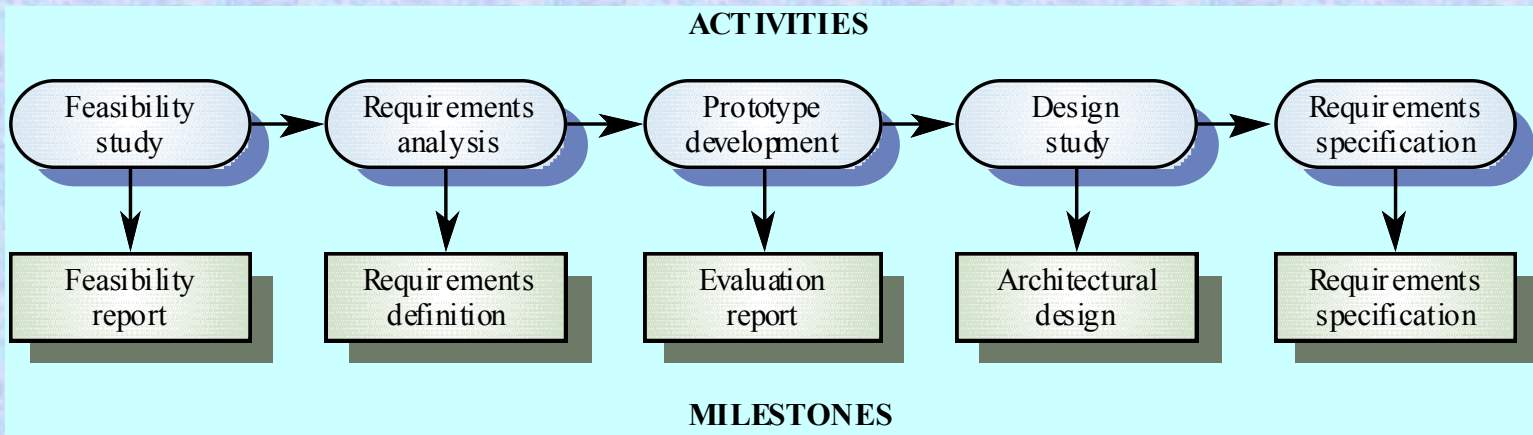 ACTIVITIES
Feasibility
study
Requirements
analysis
Prototype
development
Design
study
Requirements
specification
Feasibility
report
Requirements
definition
Evaluation
report
Architectural
design
Requirements
specification
MILESTONES